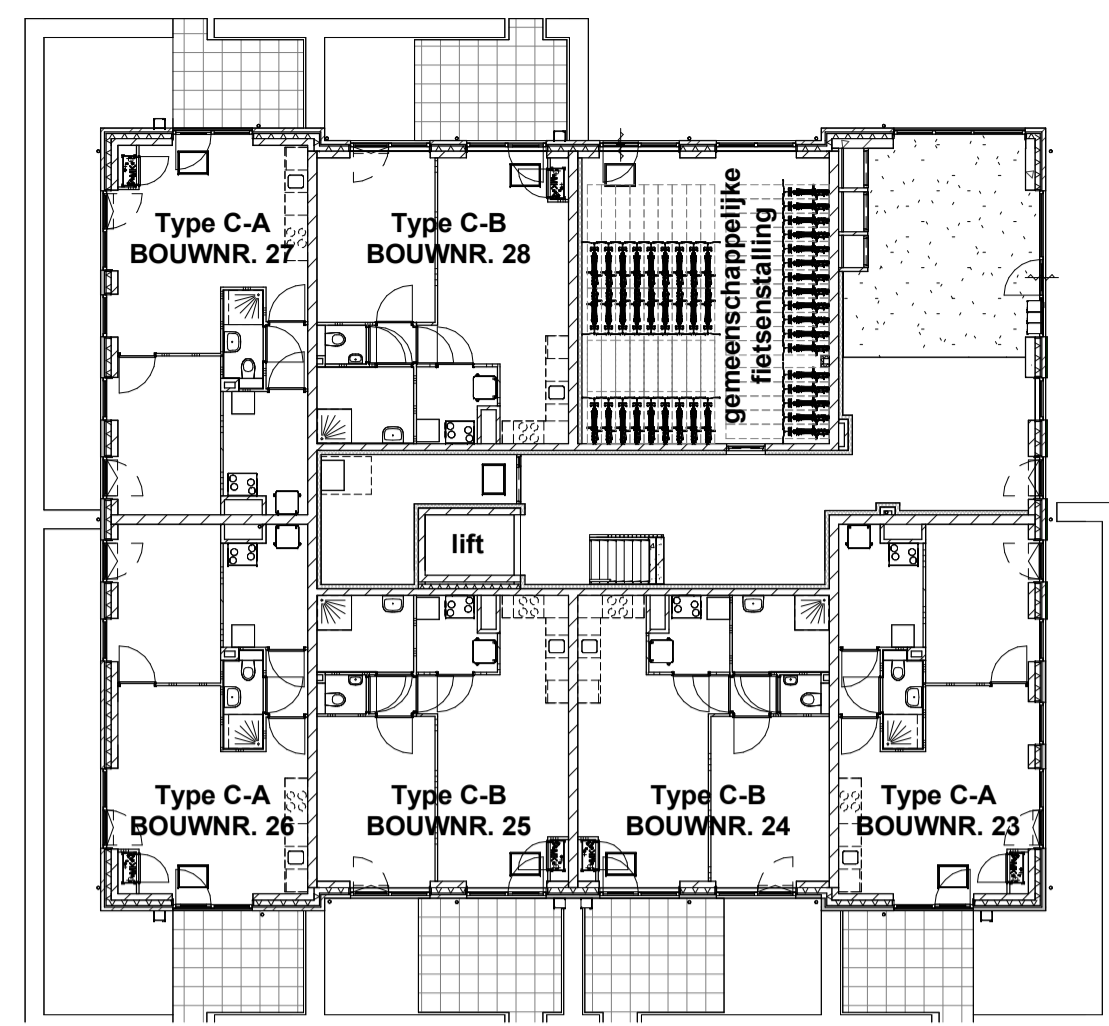 Type C-A
BOUWNR. 27
Type C-B
BOUWNR. 28
gemeenschappelijke
fietsenstalling
lift
Type C-A
BOUWNR. 26
Type C-B
BOUWNR. 25
Type C-B
BOUWNR. 24
Type C-A
BOUWNR. 23